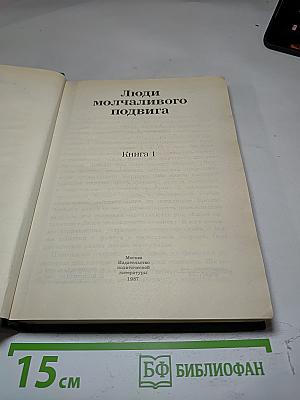 Люди
молчаливого
подвига
Книга 1
Москва
Издательство
политической
литературы
1987
15 см
БФ БИБЛИОФАН